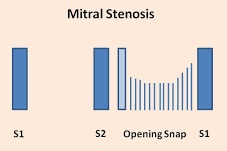 Mitral Stenosis
S1 S2 Opening Snap S1